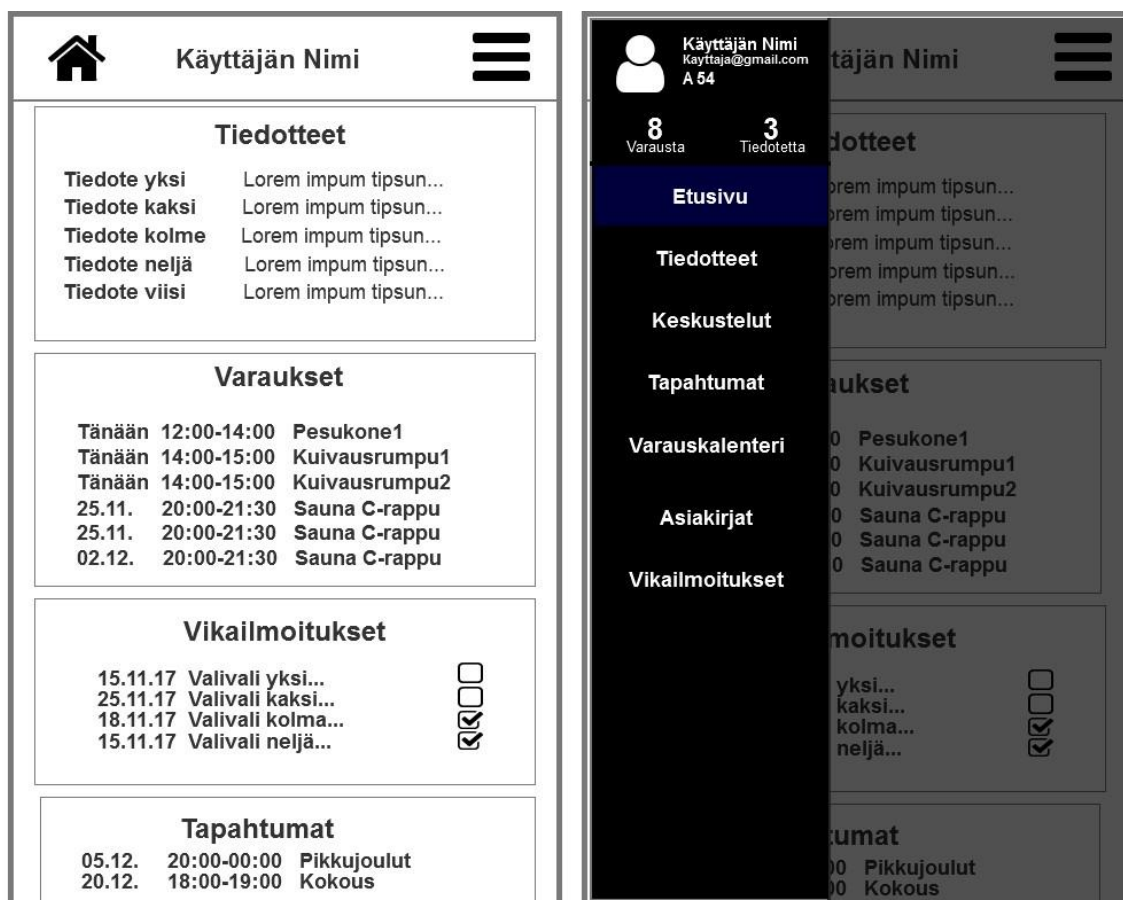 Käyttäjän Nimi
Tiedotteet
Tiedote yksi Lorem impum tipsun...
Tiedote kaksi Lorem impum tipsun...
Tiedote kolme Lorem impum tipsun...
Tiedote neljä Lorem impum tipsun...
Tiedote viisi Lorem impum tipsun...
Varaukset
Tänään 12:00-14:00 Pesukone1
Tänään 14:00-15:00 Kuivausrumpu1
Tänään 14:00-15:00 Kuivausrumpu2
25.11. 20:00-21:30 Sauna C-rappu
25.11. 20:00-21:30 Sauna C-rappu
02.12. 20:00-21:30 Sauna C-rappu
Vikailmoitukset
15.11.17 Valivali yksi...
25.11.17 Valivali kaksi...
18.11.17 Valivali kolma...
15.11.17 Valivali neljä...
Tapahtumat
05.12. 20:00-00:00 Pikkujoulut
20.12. 18:00-19:00 Kokous
Käyttäjän Nimi
Kayttaja@gmail.com
A 54
8 3
Varausta Tiedotetta
Etusivu
Tiedotteet
Keskustelut
Tapahtumat
Varauskalenteri
Asiakirjat
Vikailmoitukset
täjän Nimi
dotteet
orem impum tipsun...
orem impum tipsun...
orem impum tipsun...
orem impum tipsun...
orem impum tipsun...
aukset
0 Pesukone1
0 Kuivausrumpu1
0 Kuivausrumpu2
0 Sauna C-rappu
0 Sauna C-rappu
0 Sauna C-rappu
moitukset
yksi...
kaksi...
kolma...
neljä...
tumat
00 Pikkujoulut
00 Kokous